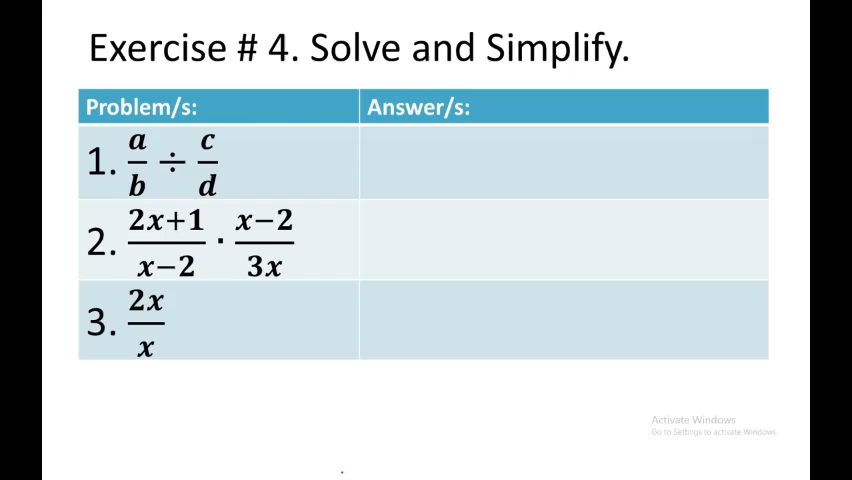 Exercise # 4. Solve and Simplify.
Problem/s: Answer/s:
1. a/b ÷ c/d
2. 2x+1/x−2 · x−2/3x
3. 2x/x
Activate Windows
Go to Settings to activate Windows.